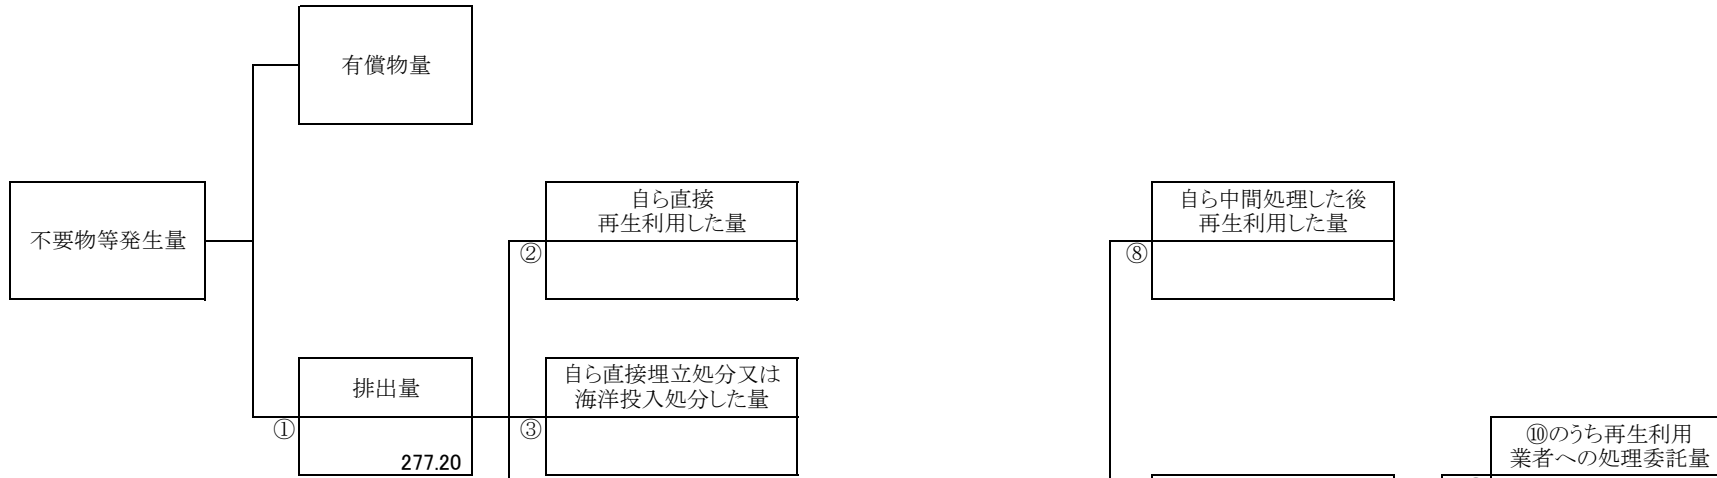 有償物量
不要物等発生量
自ら直接
再生利用した量
②
自ら中間処理した後
再生利用した量
⑧
排出量
①
277.20
自ら直接埋立処分又は
海洋投入処分した量
③
⑩のうち再生利用
業者への処理委託量